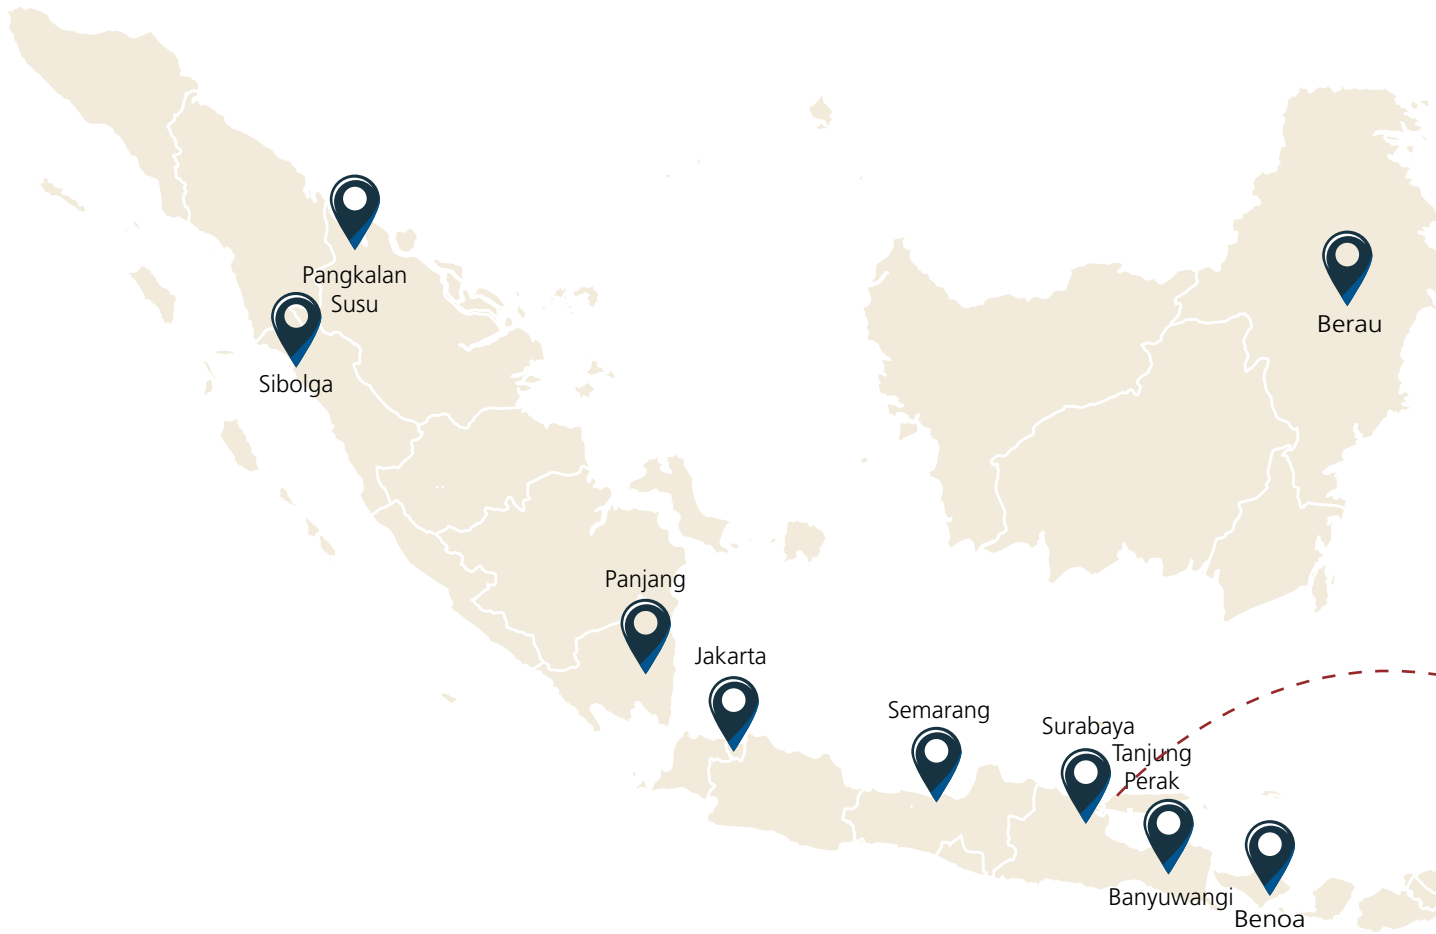 Pangkalan
Susu
Berau
Sibolga
Panjang
Jakarta
Semarang
Surabaya
Tanjung
Perak
Banyuwangi
Benoa